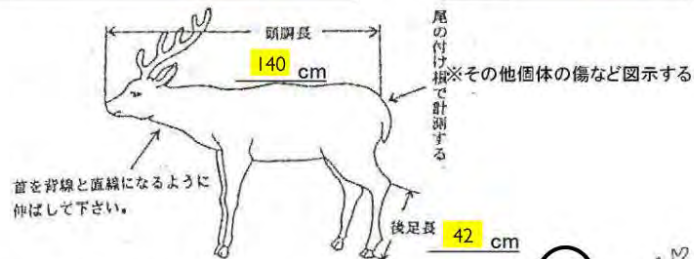 頭胴長
140 cm
尾の付け根で計測する
※その他個体の傷など図示する
首を背線と直線になるように
伸ばして下さい。
後足長 42 cm